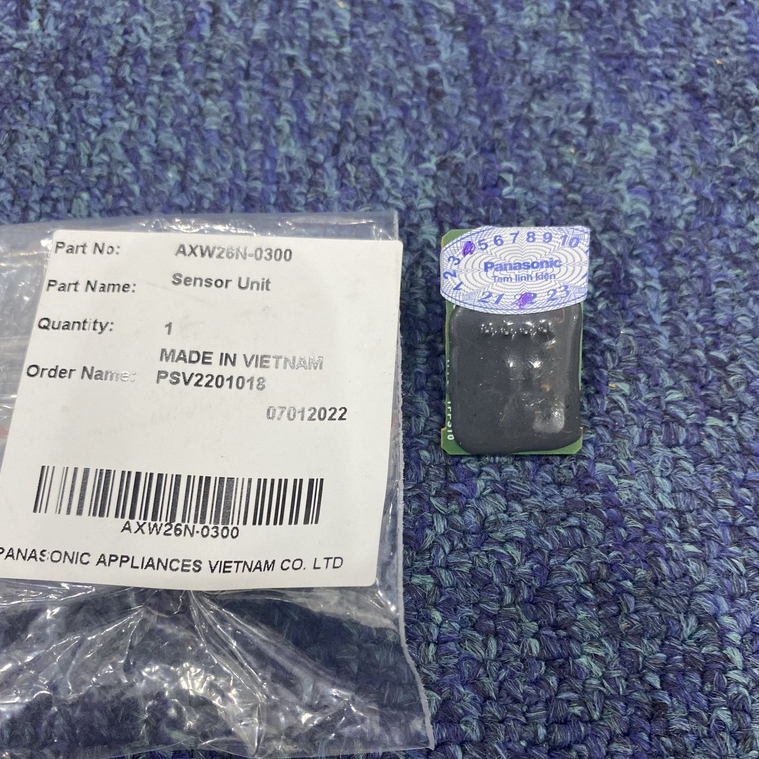 Part No: AXW26N-0300
Part Name: Sensor Unit
Quantity: 1
MADE IN VIETNAM
Order Name: PSV2201018
07012022
AXW26N-0300
PANASONIC APPLIANCES VIETNAM CO. LTD
2 3 5 6 7 8 9 10
Panasonic
Tem linh kiện
21 22 23